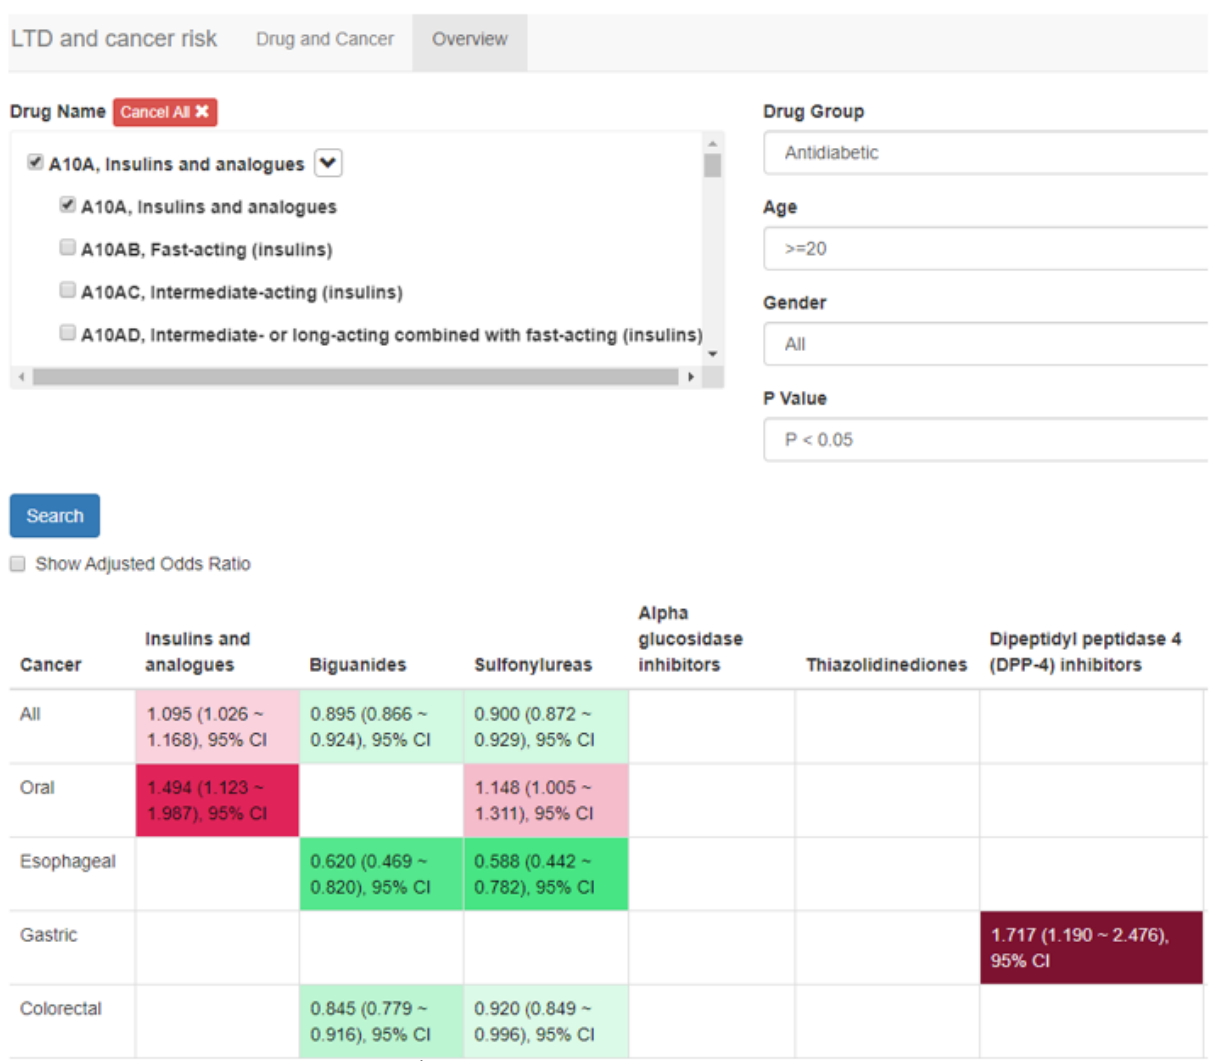 LTD and cancer risk Drug and Cancer Overview
Drug Name Cancel All ✖
A10A, Insulins and analogues
A10A, Insulins and analogues
A10AB, Fast-acting (insulins)
A10AC, Intermediate-acting (insulins)
A10AD, Intermediate- or long-acting combined with fast-acting (insulins)
Drug Group
Antidiabetic
Age
>=20
Gender
All
P Value
P < 0.05
Search
Show Adjusted Odds Ratio
Cancer
Insulins and
analogues
Biguanides
Sulfonylureas
Alpha
glucosidase
inhibitors
Thiazolidinediones
Dipeptidyl peptidase 4
(DPP-4) inhibitors
All
1.095 (1.026 ~
1.168), 95% CI
0.895 (0.866 ~
0.924), 95% CI
0.900 (0.872 ~
0.929), 95% CI
Oral
1.494 (1.123 ~
1.987), 95% CI
1.148 (1.005 ~
1.311), 95% CI
Esophageal
0.620 (0.469 ~
0.820), 95% CI
0.588 (0.442 ~
0.782), 95% CI
Gastric
1.717 (1.190 ~ 2.476),
95% CI
Colorectal
0.845 (0.779 ~
0.916), 95% CI
0.920 (0.849 ~
0.996), 95% CI